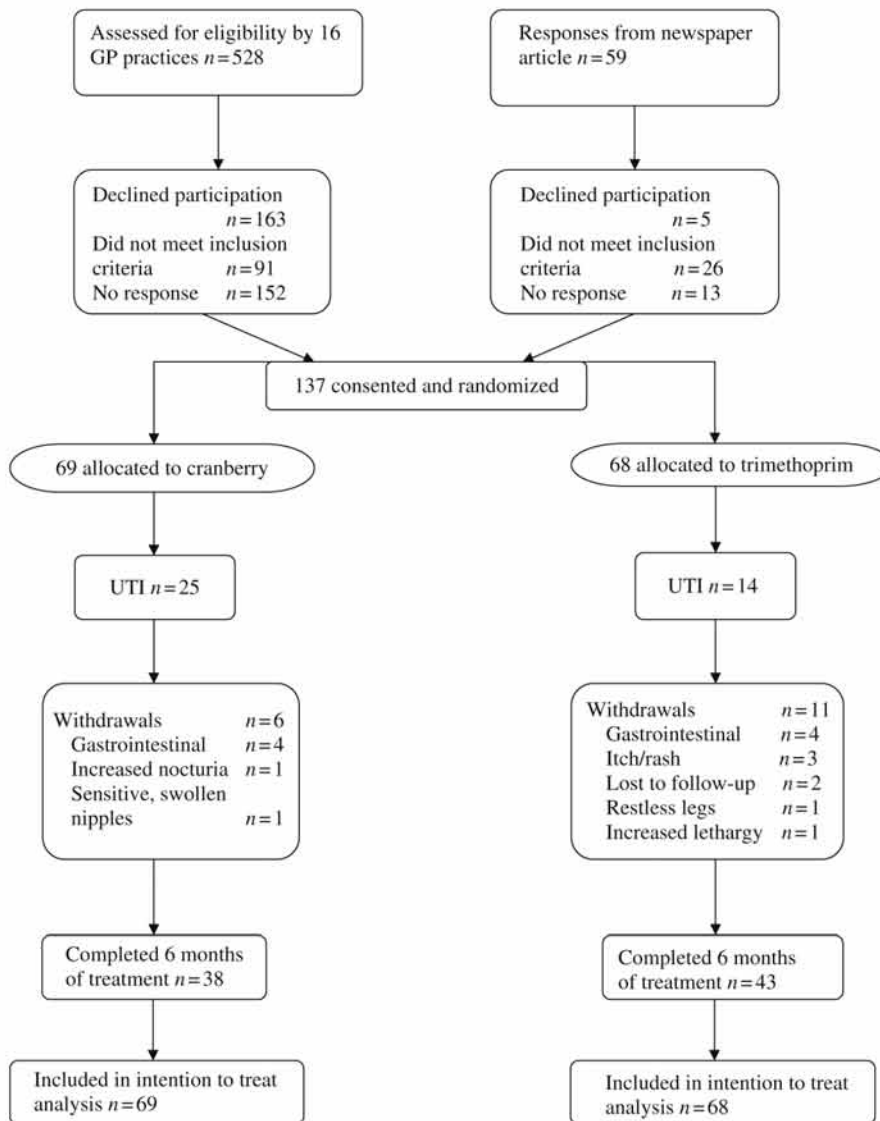 Assessed for eligibility by 16
GP practices n=528
Responses from newspaper
article n=59
Declined participation
n=163
Did not meet inclusion
criteria n=91
No response n=152
Declined participation
n=5
Did not meet inclusion
criteria n=26
No response n=13
137 consented and randomized
69 allocated to cranberry
68 allocated to trimethoprim
UTI n=25
UTI n=14
Withdrawals n=6
Gastrointestinal n=4
Increased nocturia n=1
Sensitive, swollen
nipples n=1
Withdrawals n=11
Gastrointestinal n=4
Itch/rash n=3
Lost to follow-up n=2
Restless legs n=1
Increased lethargy n=1
Completed 6 months
of treatment n=38
Completed 6 months
of treatment n=43
Included in intention to treat
analysis n=69
Included in intention to treat
analysis n=68